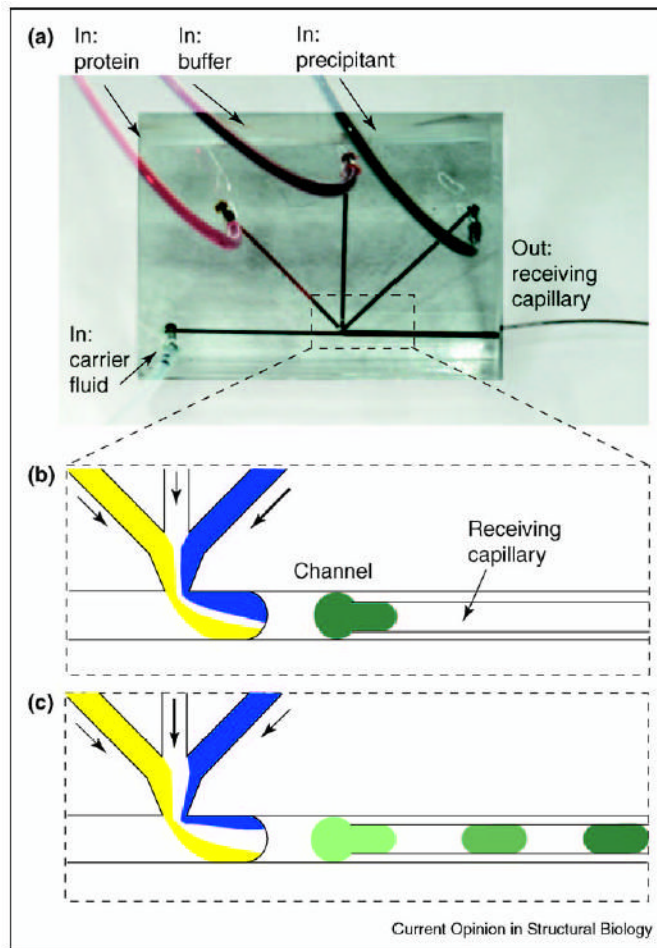 (a)
In:
protein
In:
buffer
In:
precipitant
Out:
receiving
capillary
In:
carrier
fluid
(b)
Receiving
capillary
Channel
(c)
Current Opinion in Structural Biology